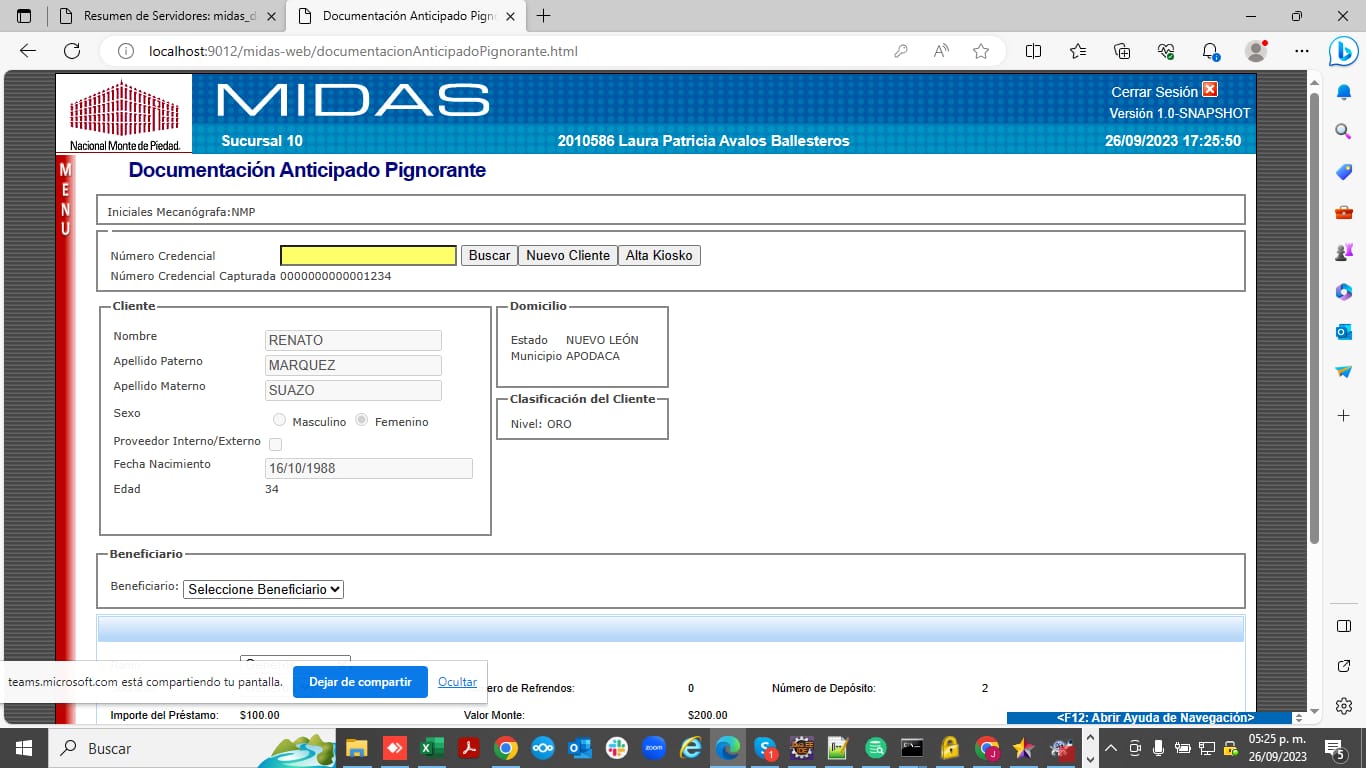 Resumen de Servidores: midas_d
Documentación Anticipado Pign
localhost:9012/midas-web/documentacionAnticipadoPignorante.html
MIDAS
Cerrar Sesión
Versión 1.0-SNAPSHOT
Nacional Monte de Piedad.
Sucursal 10
2010586 Laura Patricia Avalos Ballesteros
26/09/2023 17:25:50
MENU
Documentación Anticipado Pignorante
Iniciales Mecanógrafa:NMP
Número Credencial
Buscar
Nuevo Cliente
Alta Kiosko
Número Credencial Capturada 0000000000001234
Cliente
Nombre
RENATO
Apellido Paterno
MARQUEZ
Apellido Materno
SUAZO
Sexo
Masculino
Femenino
Proveedor Interno/Externo
Fecha Nacimiento
16/10/1988
Edad
34
Domicilio
Estado NUEVO LEÓN
Municipio APODACA
Clasificación del Cliente
Nivel: ORO
Beneficiario
Beneficiario: Seleccione Beneficiario
teams.microsoft.com está compartiendo tu pantalla.
Dejar de compartir
Ocultar
ero de Refrendos:
0
Número de Depósito:
2
Importe del Préstamo:
$100.00
Valor Monte:
$200.00
<F12: Abrir Ayuda de Navegación>
Buscar
zoom
1
05:25 p. m.
26/09/2023
5